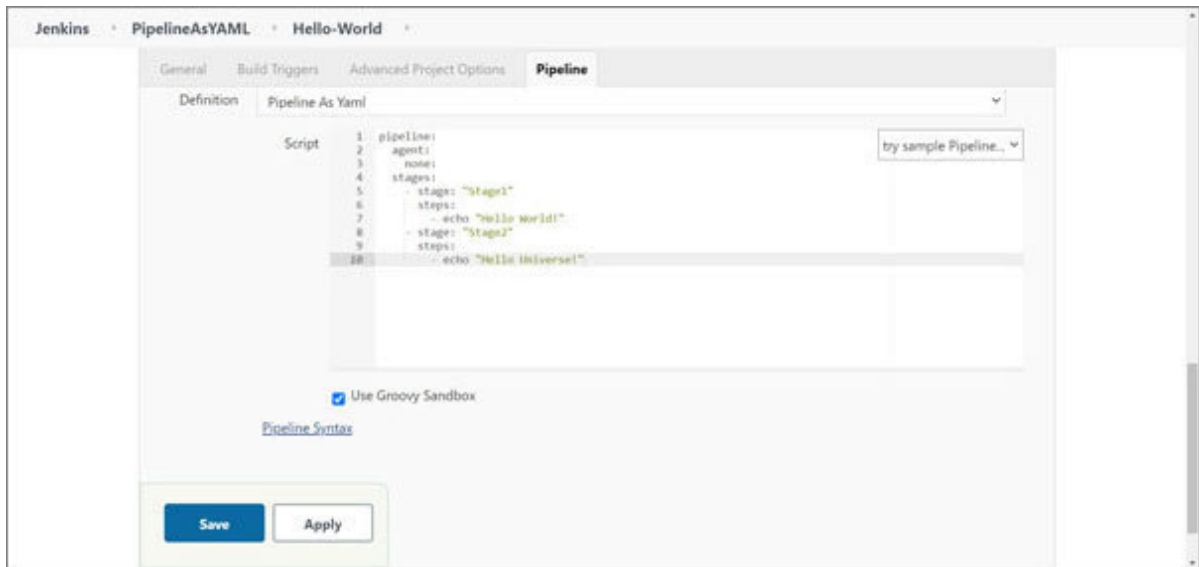 Jenkins PipelineAsYAML Hello-World
General Build Triggers Advanced Project Options Pipeline
Definition Pipeline As Yaml
Script try sample Pipeline...
1 pipeline:
2 agent:
3 none:
4 stages:
5 - stage: "Stage1"
6 steps:
7 - echo "Hello World!"
8 - stage: "Stage2"
9 steps:
10 - echo "Hello Universe!"
Use Groovy Sandbox
Pipeline Syntax
Save Apply